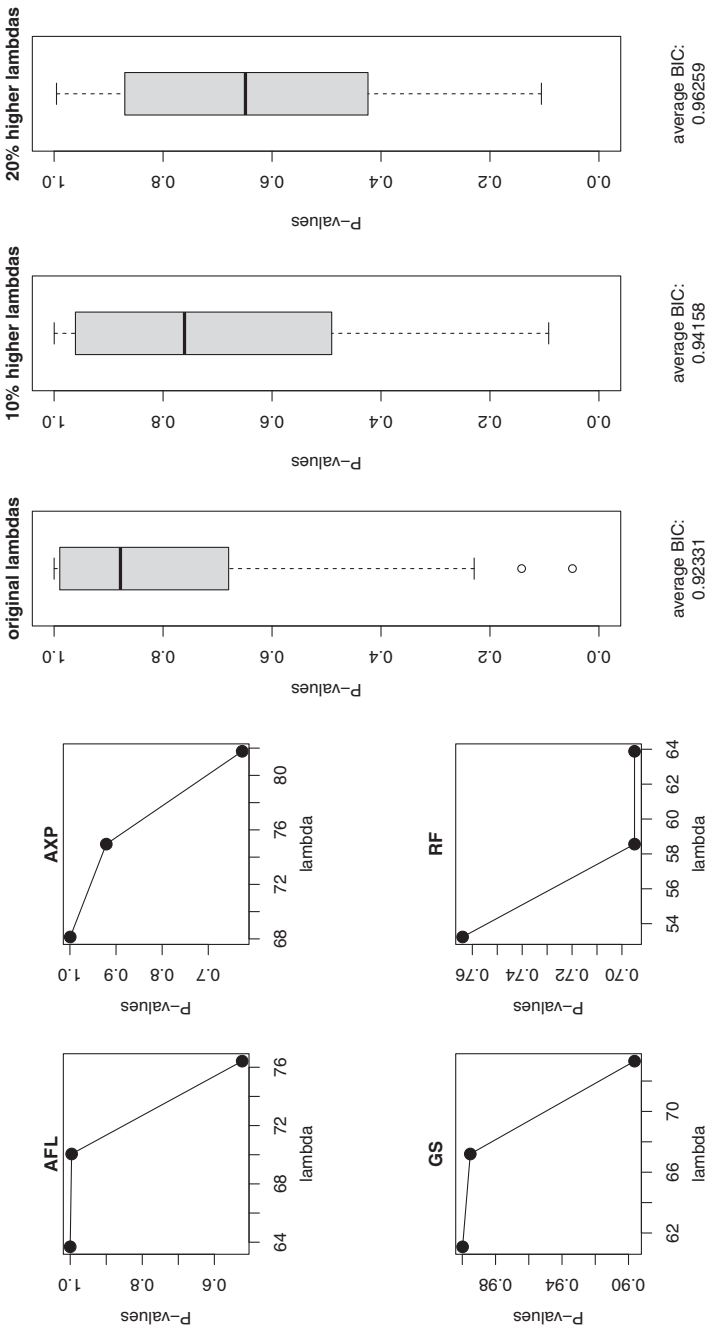 AFL
P-values
1.0
0.8
0.6
64 68 72 76
lambda
AXP
P-values
1.0
0.9
0.8
0.7
68 72 76 80
lambda
GS
P-values
0.98
0.94
0.90
62 66 70
lambda
RF
P-values
0.76
0.74
0.72
0.70
54 56 58 60 62 64
lambda
original lambdas
P-values
1.0
0.8
0.6
0.4
0.2
0.0
average BIC:
0.92331
10% higher lambdas
P-values
1.0
0.8
0.6
0.4
0.2
0.0
average BIC:
0.94158
20% higher lambdas
P-values
1.0
0.8
0.6
0.4
0.2
0.0
average BIC:
0.96259